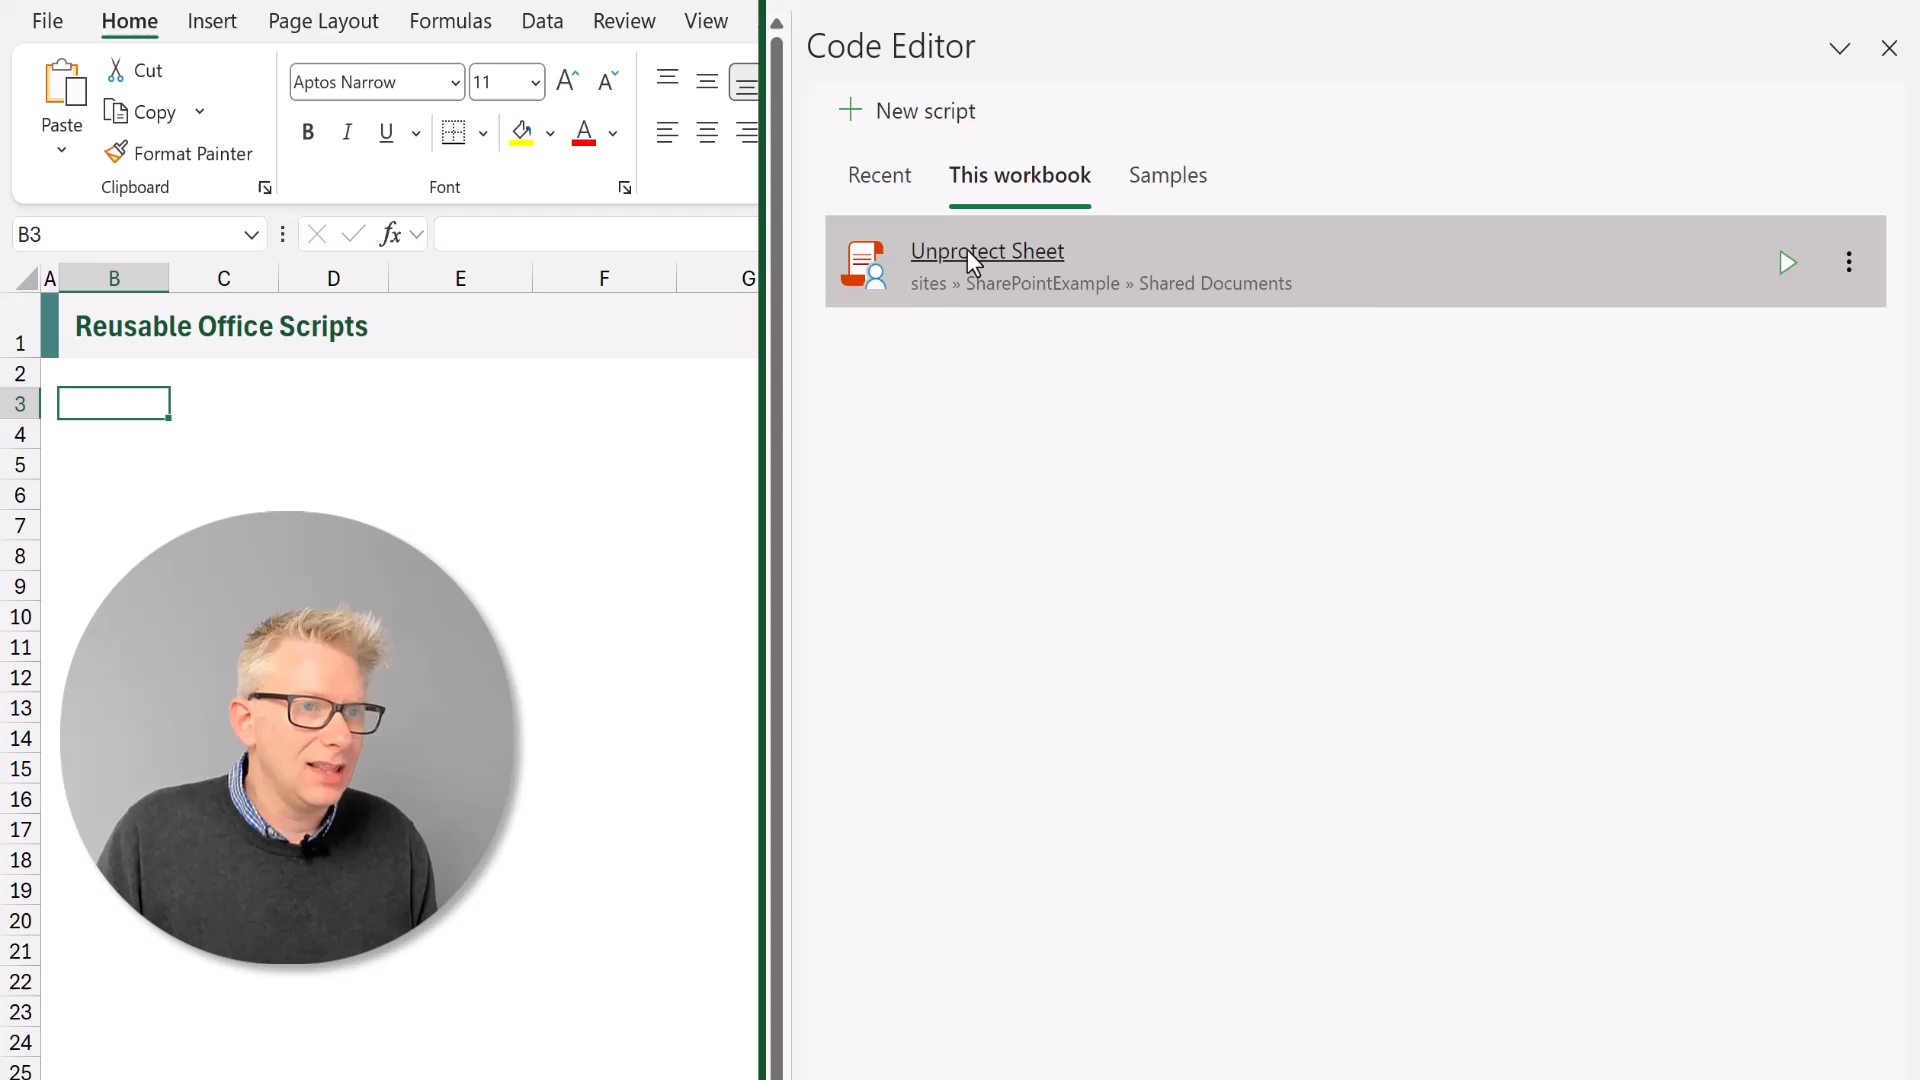 File Home Insert Page Layout Formulas Data Review View
Paste
Cut
Copy
Format Painter
Clipboard
Aptos Narrow 11 A A
B I U A
Font
B3 fx
A B C D E F G
1 Reusable Office Scripts
2
3
4
5
6
7
8
9
10
11
12
13
14
15
16
17
18
19
20
21
22
23
24
25
Code Editor
New script
Recent This workbook Samples
Unprotect Sheet
sites » SharePointExample » Shared Documents